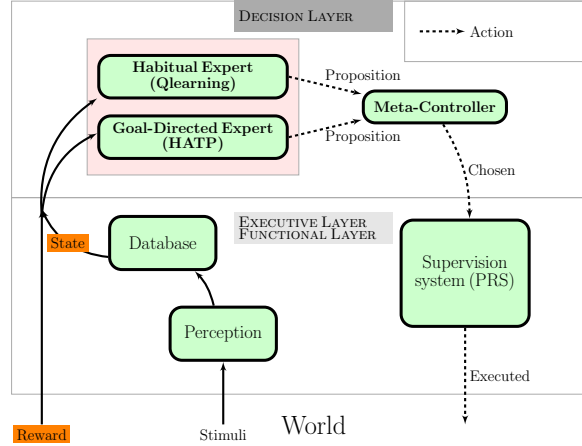 DECISION LAYER
Action
Habitual Expert
(Qlearning)
Proposition
Meta-Controller
Goal-Directed Expert
(HATP)
Proposition
Chosen
EXECUTIVE LAYER
FUNCTIONAL LAYER
State
Database
Supervision
system (PRS)
Perception
Executed
Reward
Stimuli
World